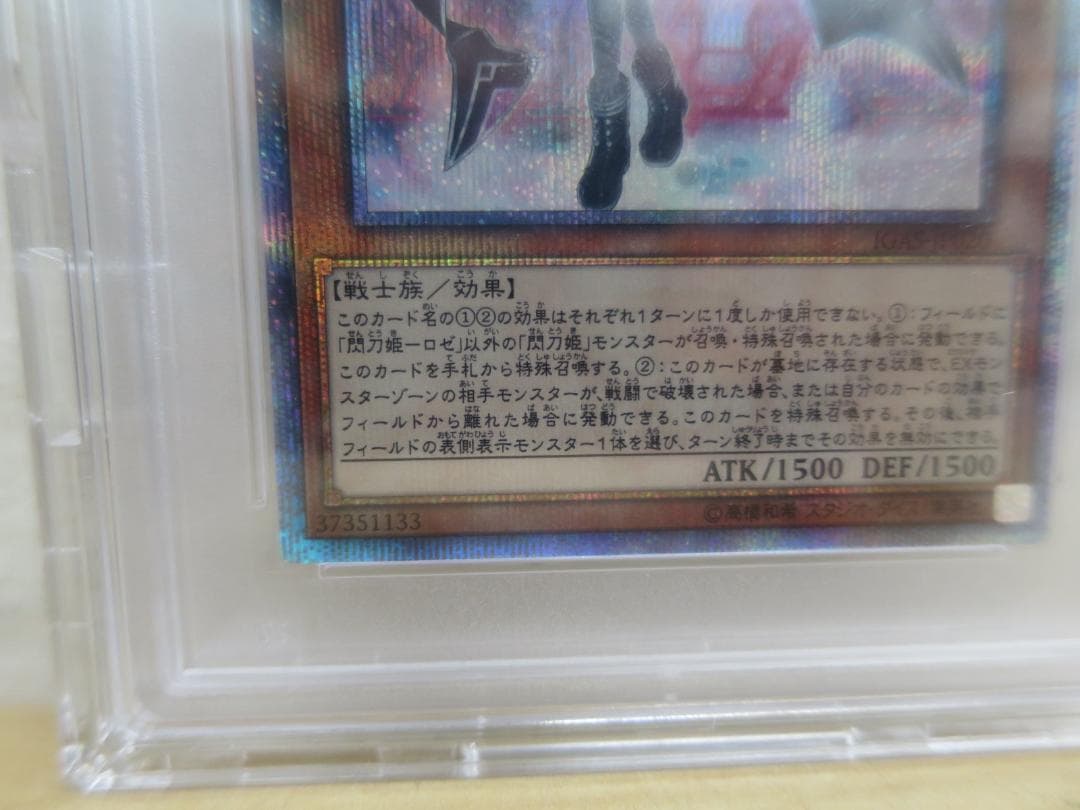 【戦士族／効果】
このカード名の①②の効果はそれぞれ1ターンに1度しか使用できない。①：フィールドに
「閃刀姫－ロゼ」以外の「閃刀姫」モンスターが召喚・特殊召喚された場合に発動できる。
このカードを手札から特殊召喚する。②：このカードが墓地に存在する状態で、EXモン
スターゾーンの相手モンスターが、戦闘で破壊された場合、または自分のカードの効果で
フィールドから離れた場合に発動できる。このカードを特殊召喚する。その後、相手
フィールドの表側表示モンスター1体を選び、ターン終了時までその効果を無効にできる。
ATK/1500 DEF/1500
37351133
©高橋和希 スタジオ・ダイス